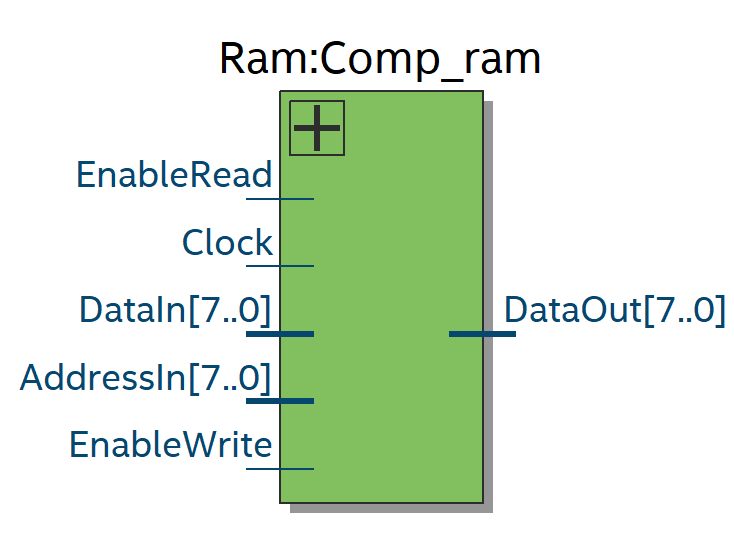 Ram:Comp_ram
EnableRead
Clock
DataIn[7..0]
DataOut[7..0]
AddressIn[7..0]
EnableWrite